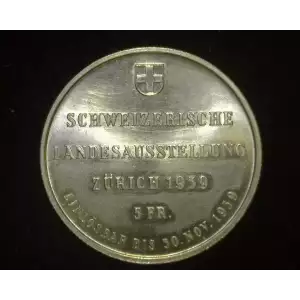 SCHWEIZERISCHE
LANDESAUSSTELLUNG
ZÜRICH 1939
5 FR.
EINLÖSBAR BIS 30. NOV. 1939